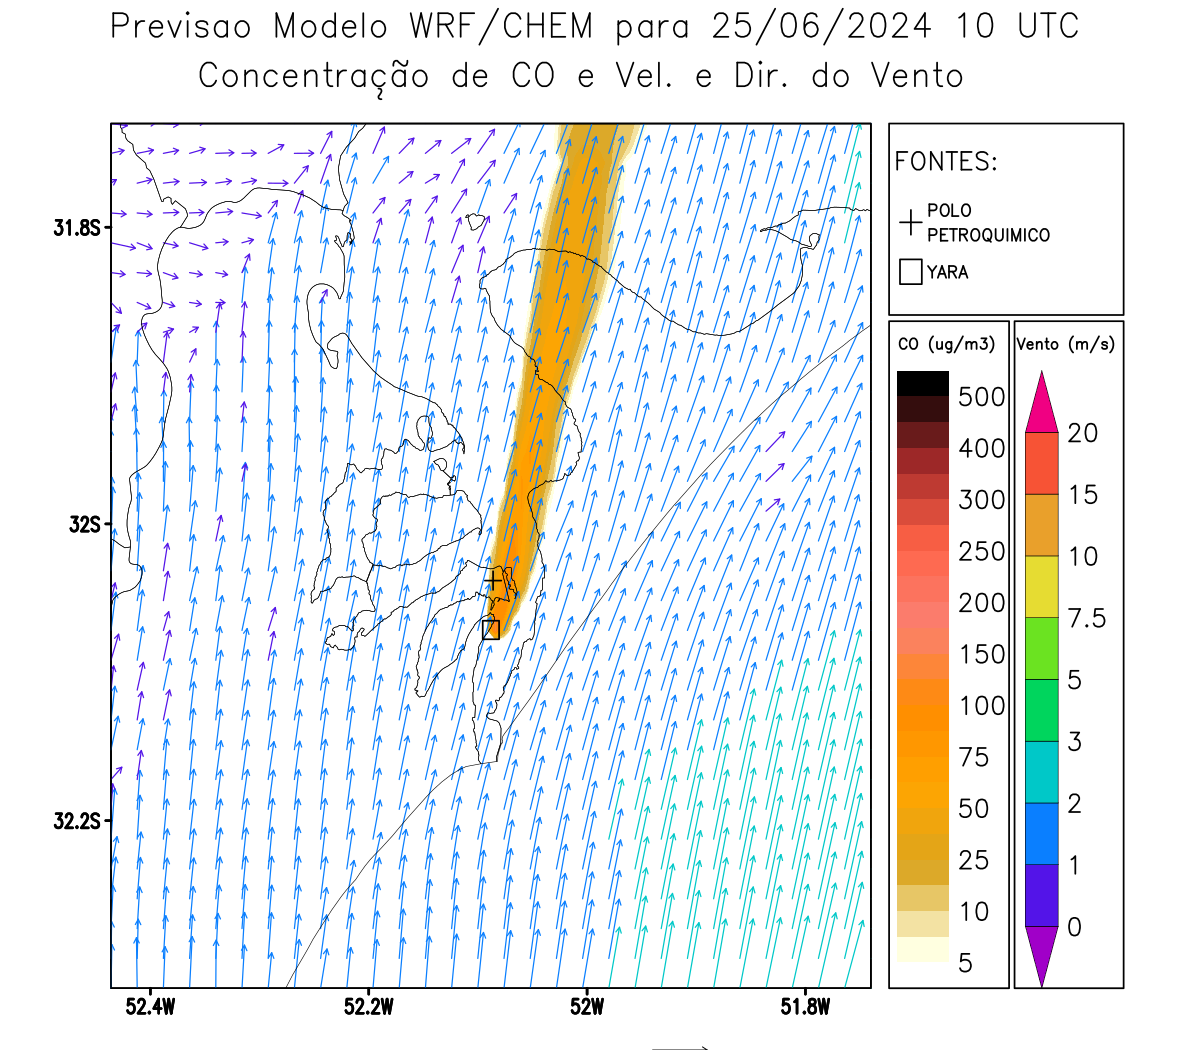 Previsao Modelo WRF/CHEM para 25/06/2024 10 UTC
Concentração de CO e Vel. e Dir. do Vento
FONTES:
POLO
PETROQUIMICO
YARA
31.8S
32S
32.2S
52.4W
52.2W
52W
51.8W
CO (ug/m3)
500
400
300
250
200
150
100
75
50
25
10
5
Vento (m/s)
20
15
10
7.5
5
3
2
1
0